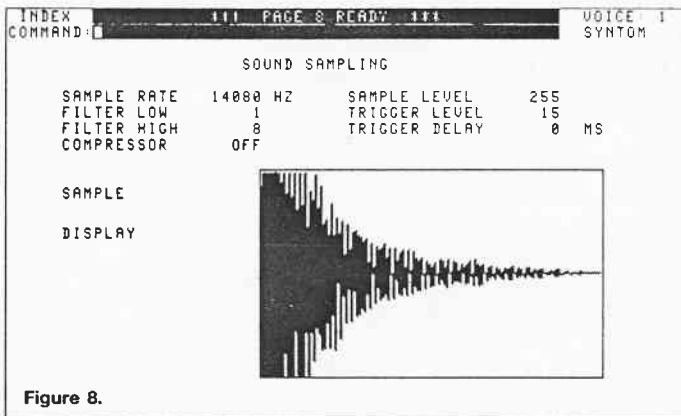 INDEX *** PAGE 8 READY *** VOICE: 1
COMMAND: SYNTOM
SOUND SAMPLING
SAMPLE RATE 14080 HZ SAMPLE LEVEL 255
FILTER LOW 1 TRIGGER LEVEL 15
FILTER HIGH 8 TRIGGER DELAY 0 MS
COMPRESSOR OFF
SAMPLE
DISPLAY
Figure 8.